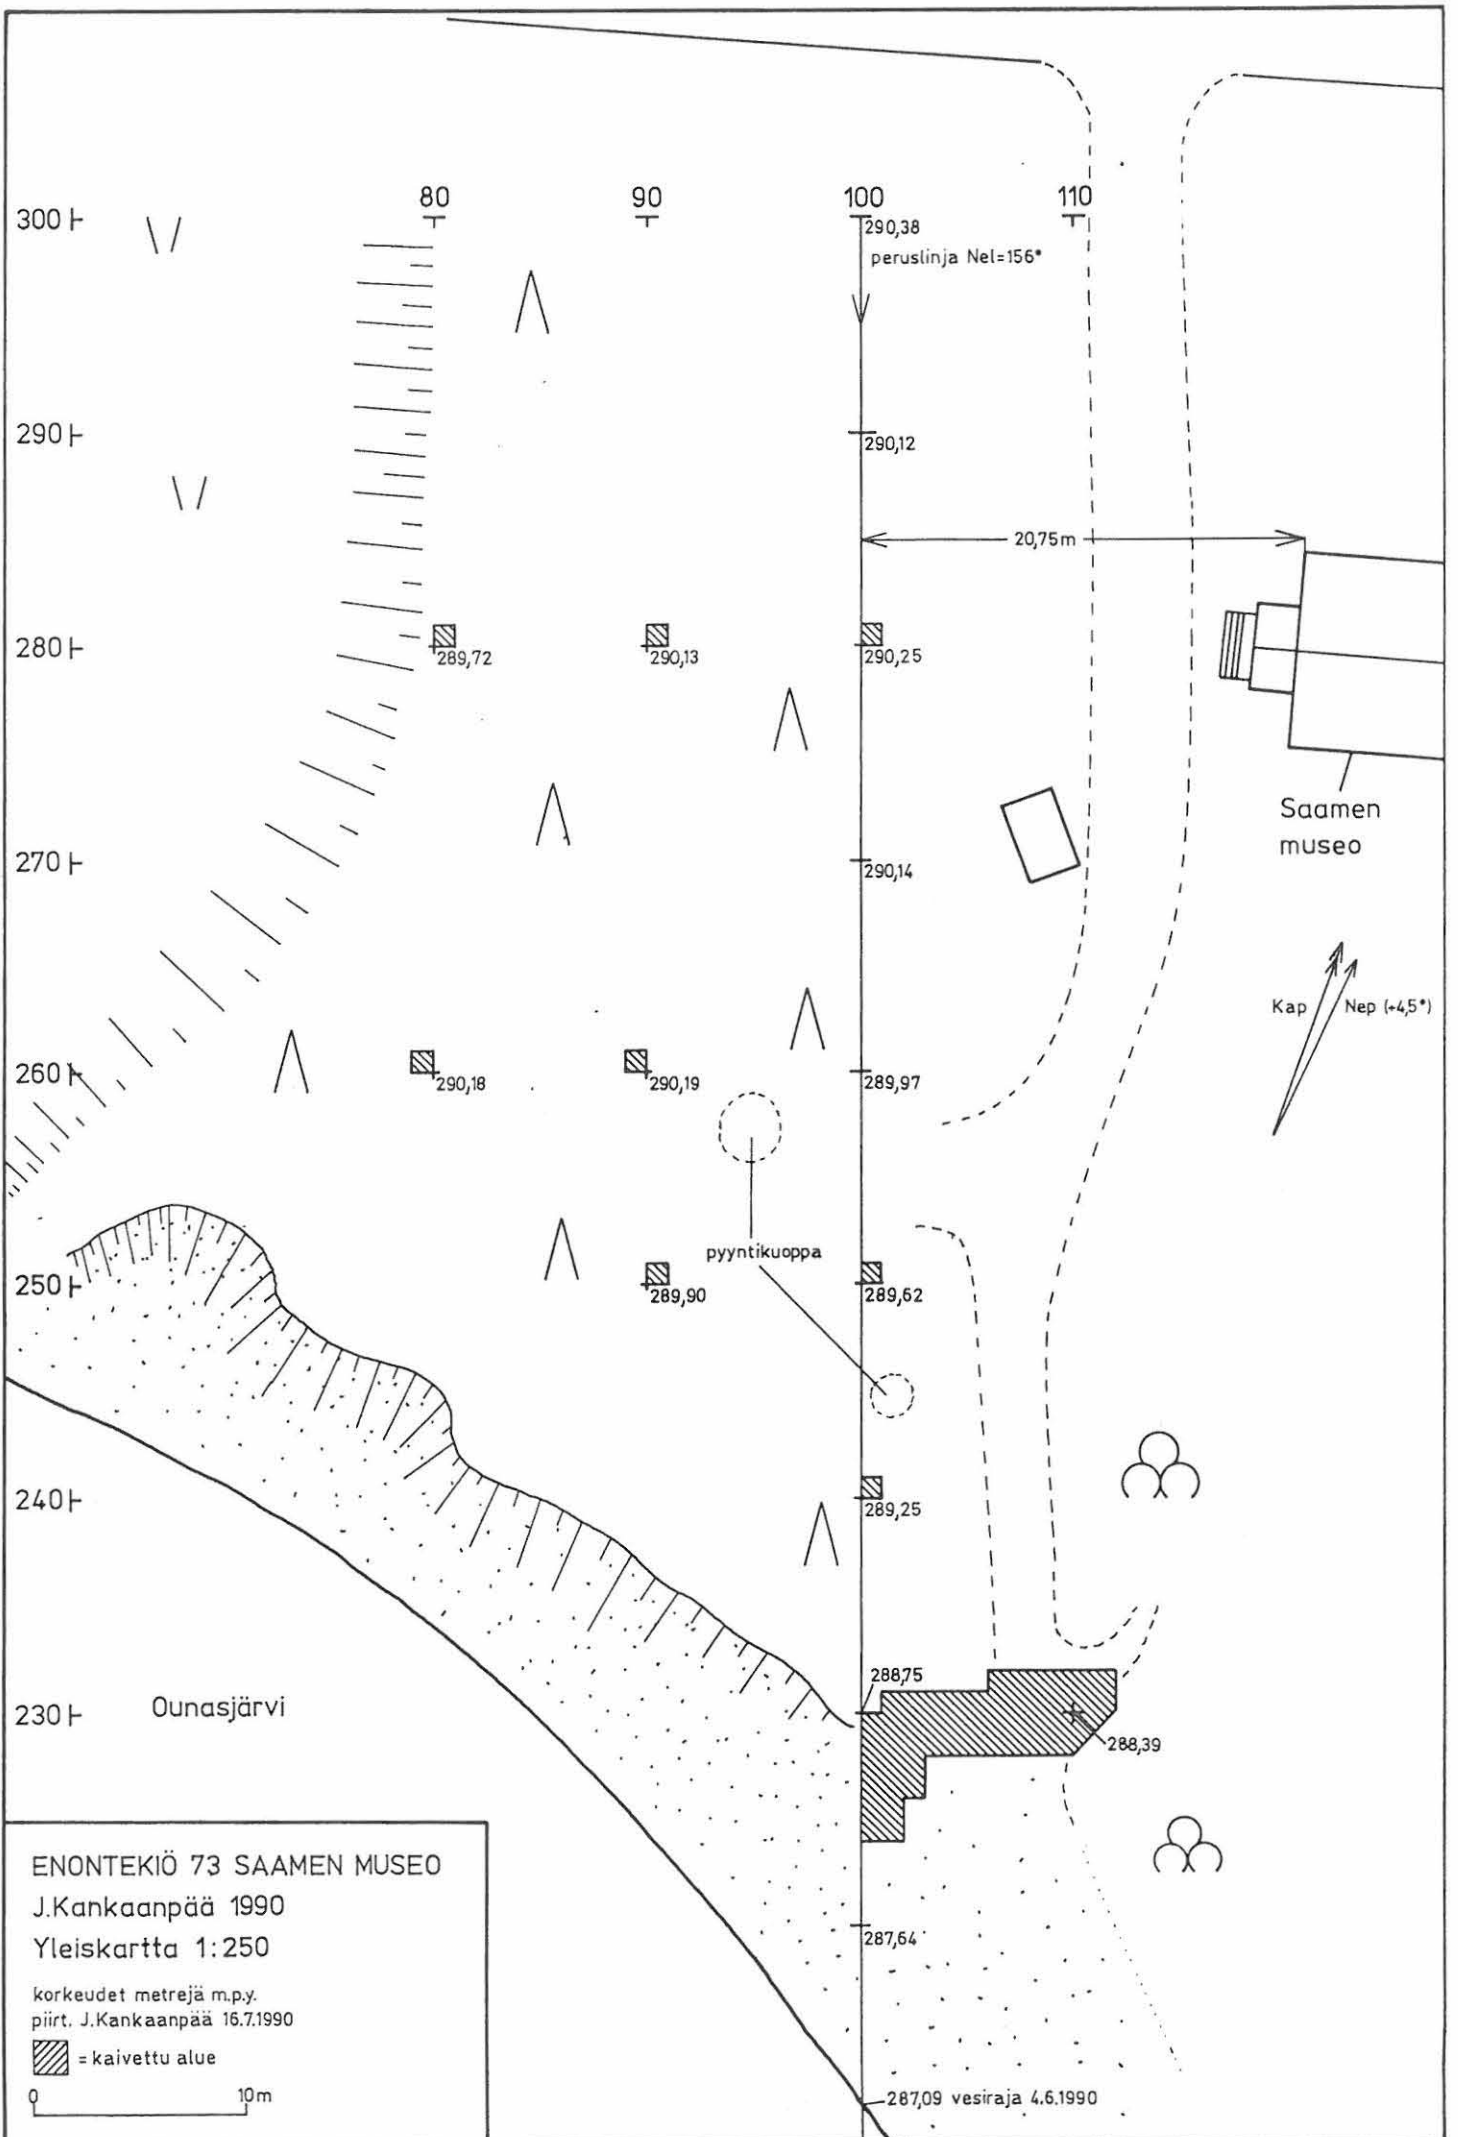 80 90 100 110
300
290,38
peruslinja Nel=156°
290
290,12
20,75m
280
289,72 290,13 290,25
Saamen
museo
270
290,14
Kap Nep (+4,5°)
260
290,18 290,19 289,97
pyyntikuoppa
250
289,90 289,62
240
289,25
288,75
230
Ounasjärvi
288,39
287,64
287,09 vesiraja 4.6.1990
ENONTEKIÖ 73 SAAMEN MUSEO
J.Kankaanpää 1990
Yleiskartta 1:250
korkeudet metrejä m.p.y.
piirt. J.Kankaanpää 16.7.1990
= kaivettu alue
0 10m